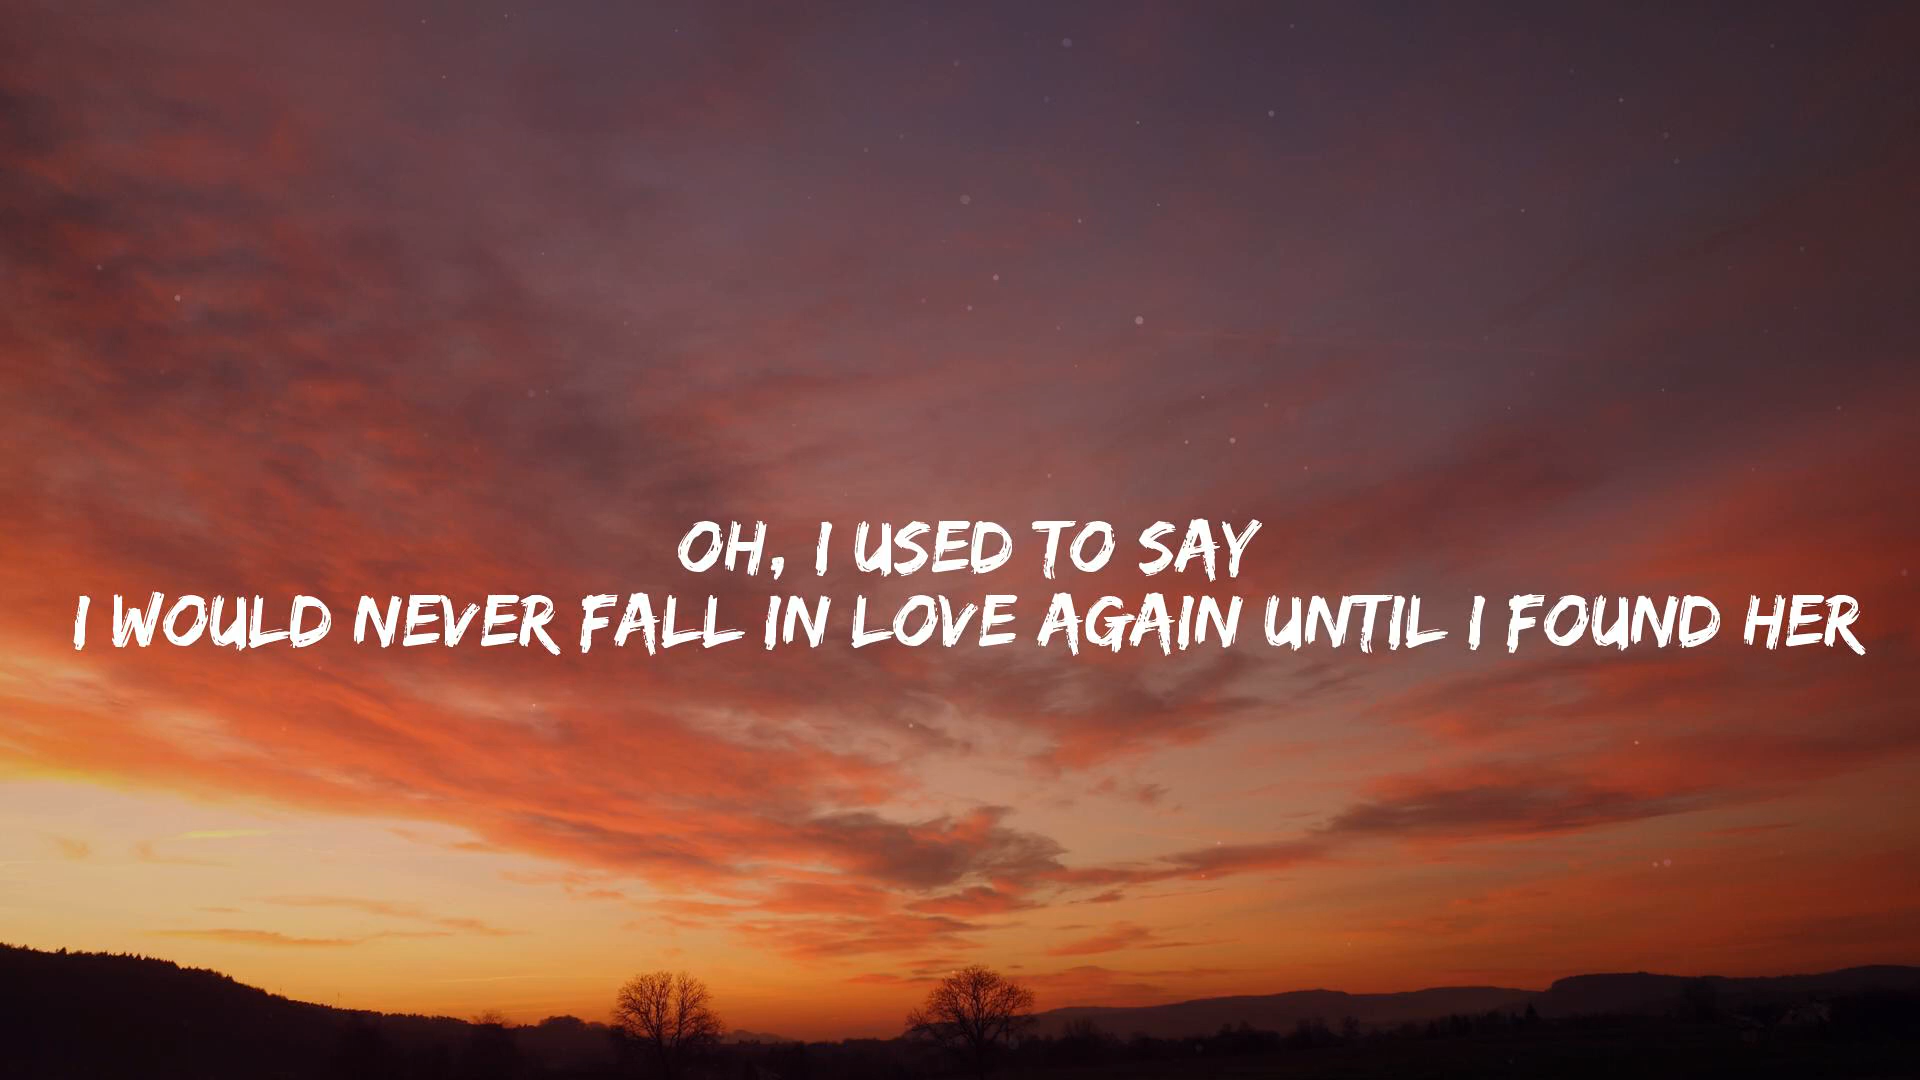 OH, I USED TO SAY
I WOULD NEVER FALL IN LOVE AGAIN UNTIL I FOUND HER